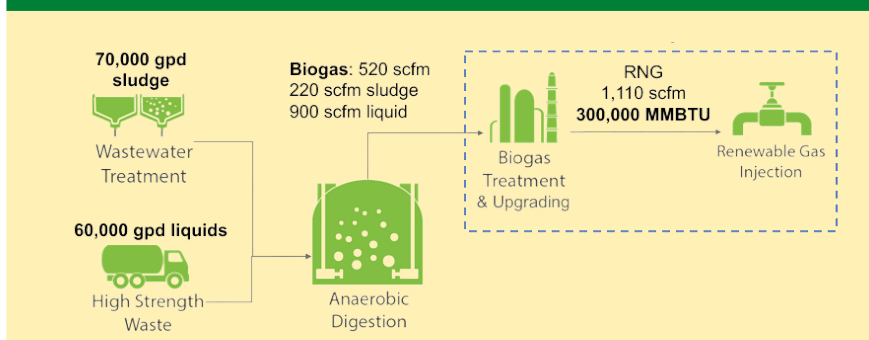 70,000 gpd
sludge
Wastewater
Treatment
60,000 gpd liquids
High Strength
Waste
Biogas: 520 scfm
220 scfm sludge
900 scfm liquid
Anaerobic
Digestion
Biogas
Treatment
& Upgrading
RNG
1,110 scfm
300,000 MMBTU
Renewable Gas
Injection